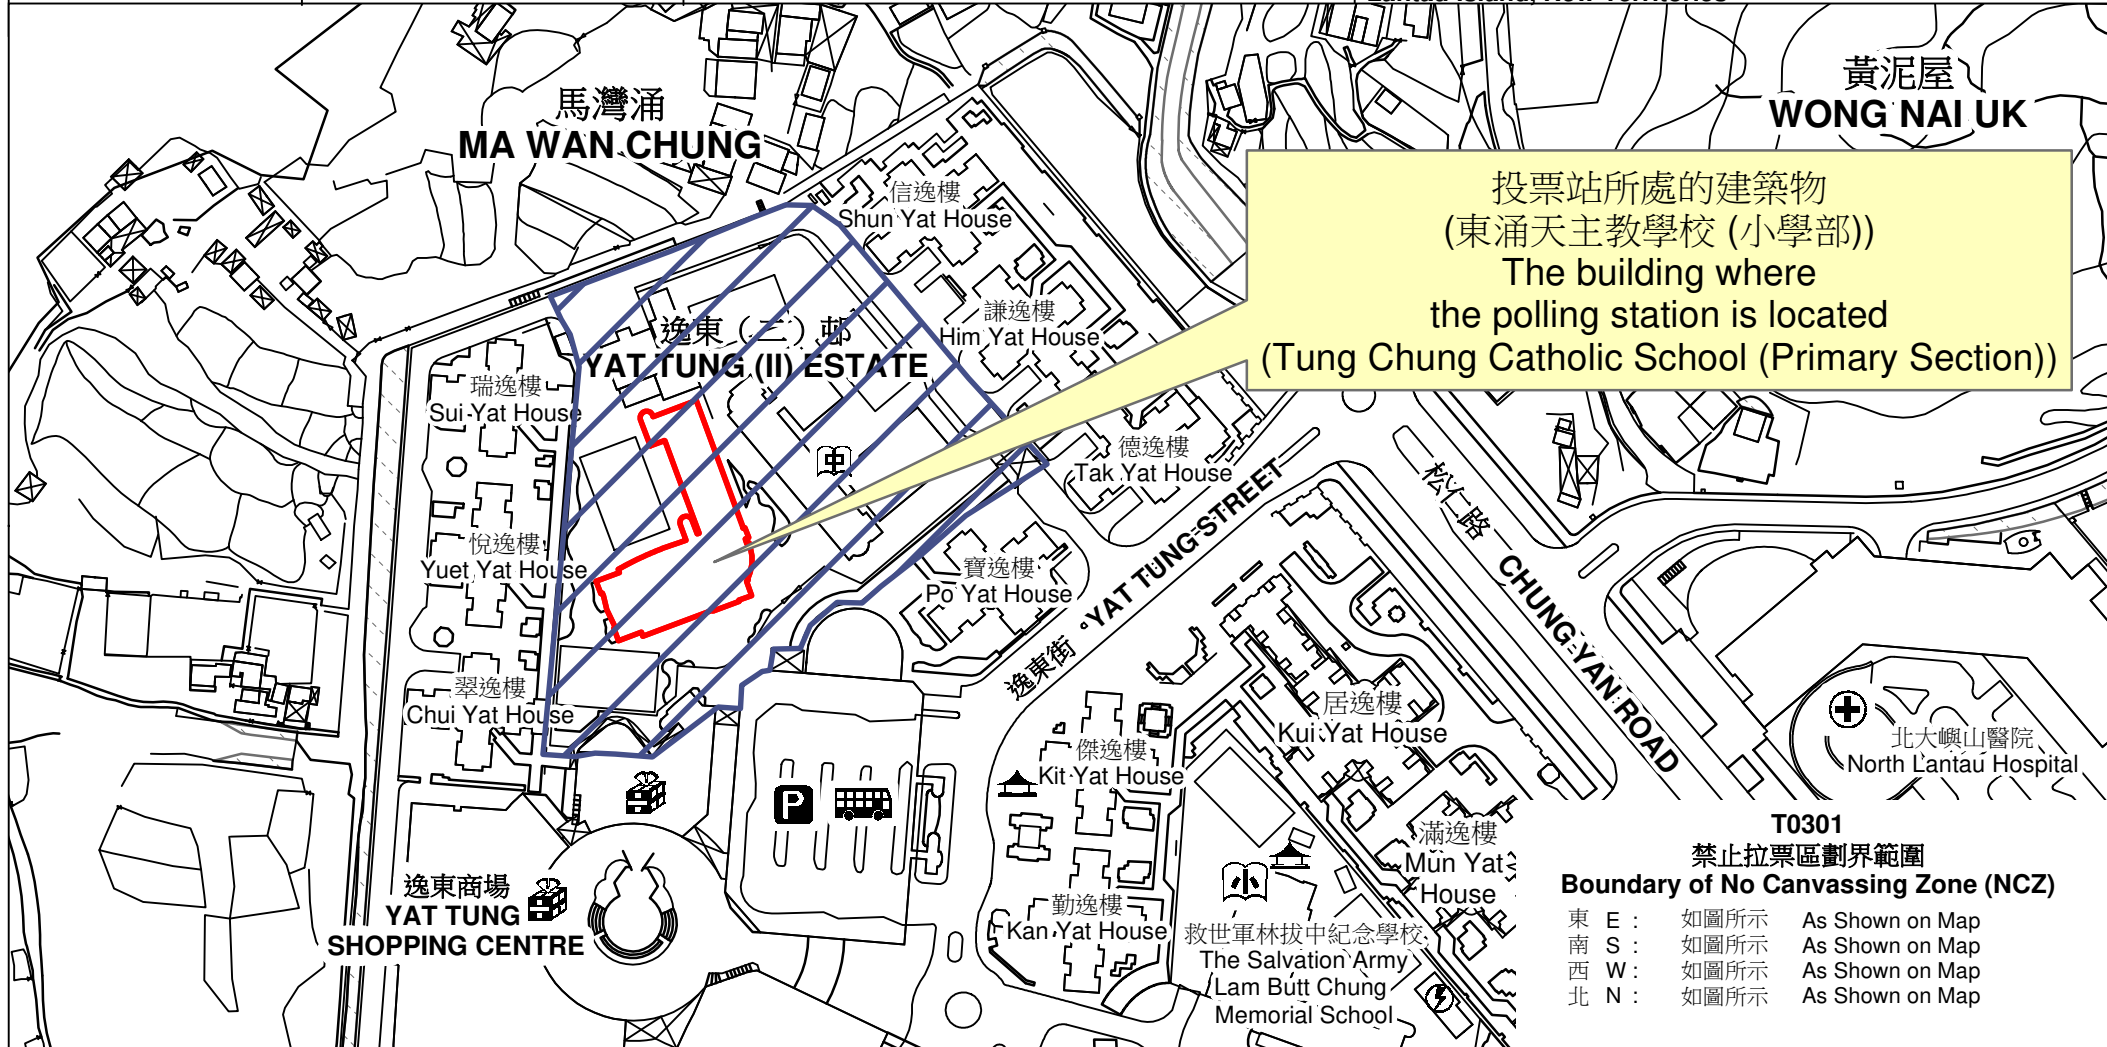 Lantau Island, New Territories
馬灣涌
MA WAN CHUNG
黃泥屋
WONG NAI UK
投票站所處的建築物
(東涌天主教學校 (小學部))
The building where
the polling station is located
(Tung Chung Catholic School (Primary Section))
信逸樓
Shun Yat House
謙逸樓
Him Yat House
逸東（二）邨
YAT TUNG (II) ESTATE
瑞逸樓
Sui Yat House
中
德逸樓
Tak Yat House
悅逸樓
Yuet Yat House
寶逸樓
Po Yat House
逸東街 YAT TUNG STREET
松仁路 CHUNG YAN ROAD
翠逸樓
Chui Yat House
居逸樓
Kui Yat House
傑逸樓
Kit Yat House
北大嶼山醫院
North Lantau Hospital
P
滿逸樓
Mun Yat
House
逸東商場
YAT TUNG
SHOPPING CENTRE
小
勤逸樓
Kan Yat House
救世軍林拔中紀念學校
The Salvation Army
Lam Butt Chung
Memorial School
T0301
禁止拉票區劃界範圍
Boundary of No Canvassing Zone (NCZ)
東 E : 如圖所示 As Shown on Map
南 S : 如圖所示 As Shown on Map
西 W : 如圖所示 As Shown on Map
北 N : 如圖所示 As Shown on Map